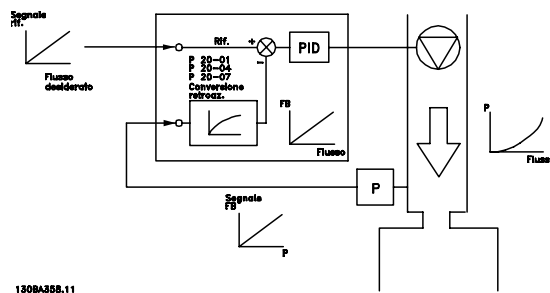 Segnale
rif.
Flusso
desiderato
Rif.
+
-
P 20-01
P 20-04
P 20-07
Conversione
retroaz.
PID
FB
Flusso
P
Flusso
P
Segnale
FB
P
130BA358.11